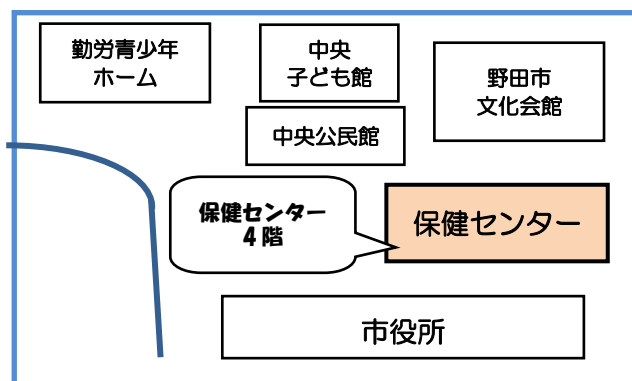 勤労青少年
ホーム
中央
子ども館
野田市
文化会館
中央公民館
保健センター
4階
保健センター
市役所